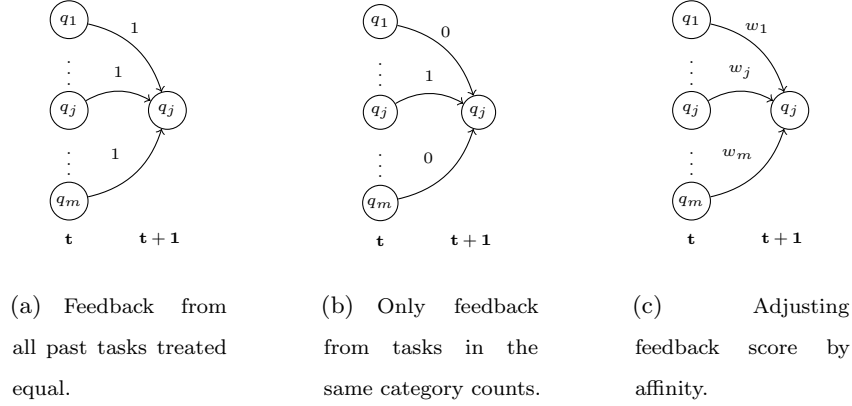 q1 1 q1 0 q1 w1
⋮ 1 ⋮ 1 ⋮ wj
qj qj qj qj qj qj
⋮ 1 ⋮ 0 ⋮ wm
qm qm qm
t t + 1 t t + 1 t t + 1
(a) Feedback from
all past tasks treated
equal.
(b) Only feedback
from tasks in the
same category counts.
(c) Adjusting
feedback score by
affinity.